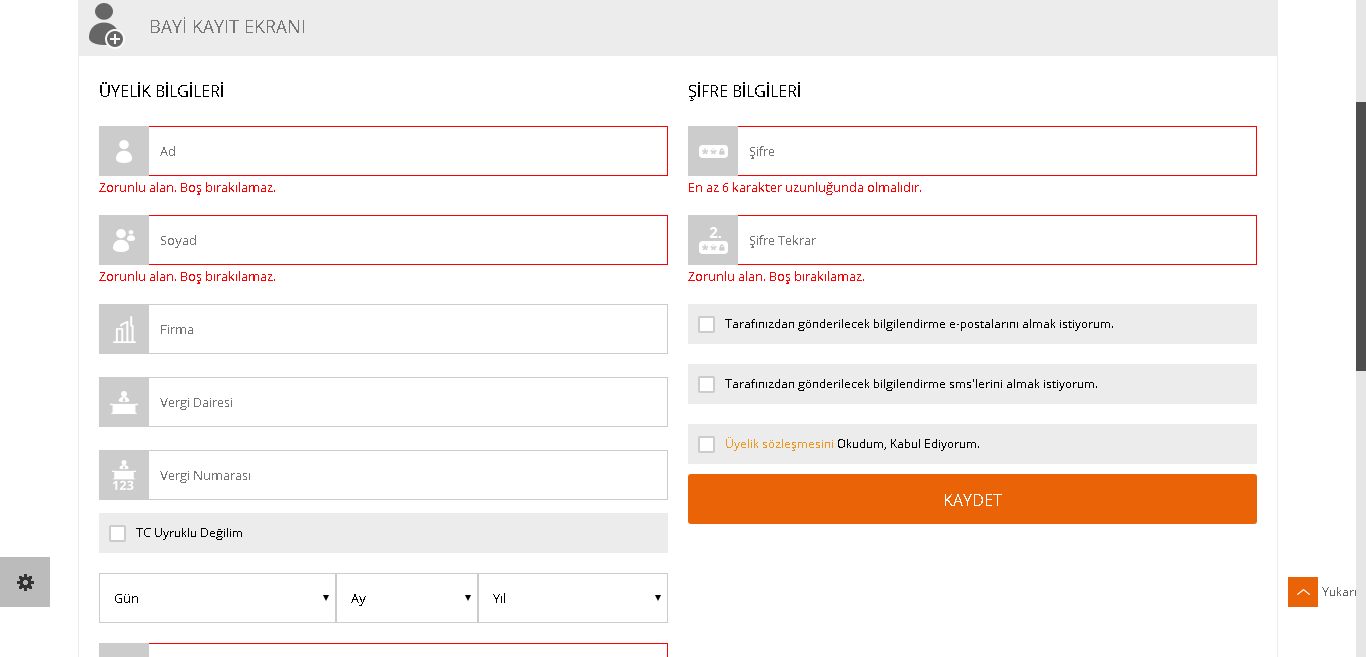 BAYİ KAYIT EKRANI
ÜYELİK BİLGİLERİ
Ad
Zorunlu alan. Boş bırakılamaz.
Soyad
Zorunlu alan. Boş bırakılamaz.
Firma
Vergi Dairesi
123
Vergi Numarası
TC Uyruklu Değilim
Gün
Ay
Yıl
ŞİFRE BİLGİLERİ
Şifre
En az 6 karakter uzunluğunda olmalıdır.
2.
Şifre Tekrar
Zorunlu alan. Boş bırakılamaz.
Tarafınızdan gönderilecek bilgilendirme e-postalarını almak istiyorum.
Tarafınızdan gönderilecek bilgilendirme sms'lerini almak istiyorum.
Üyelik sözleşmesini Okudum, Kabul Ediyorum.
KAYDET
Yukarı